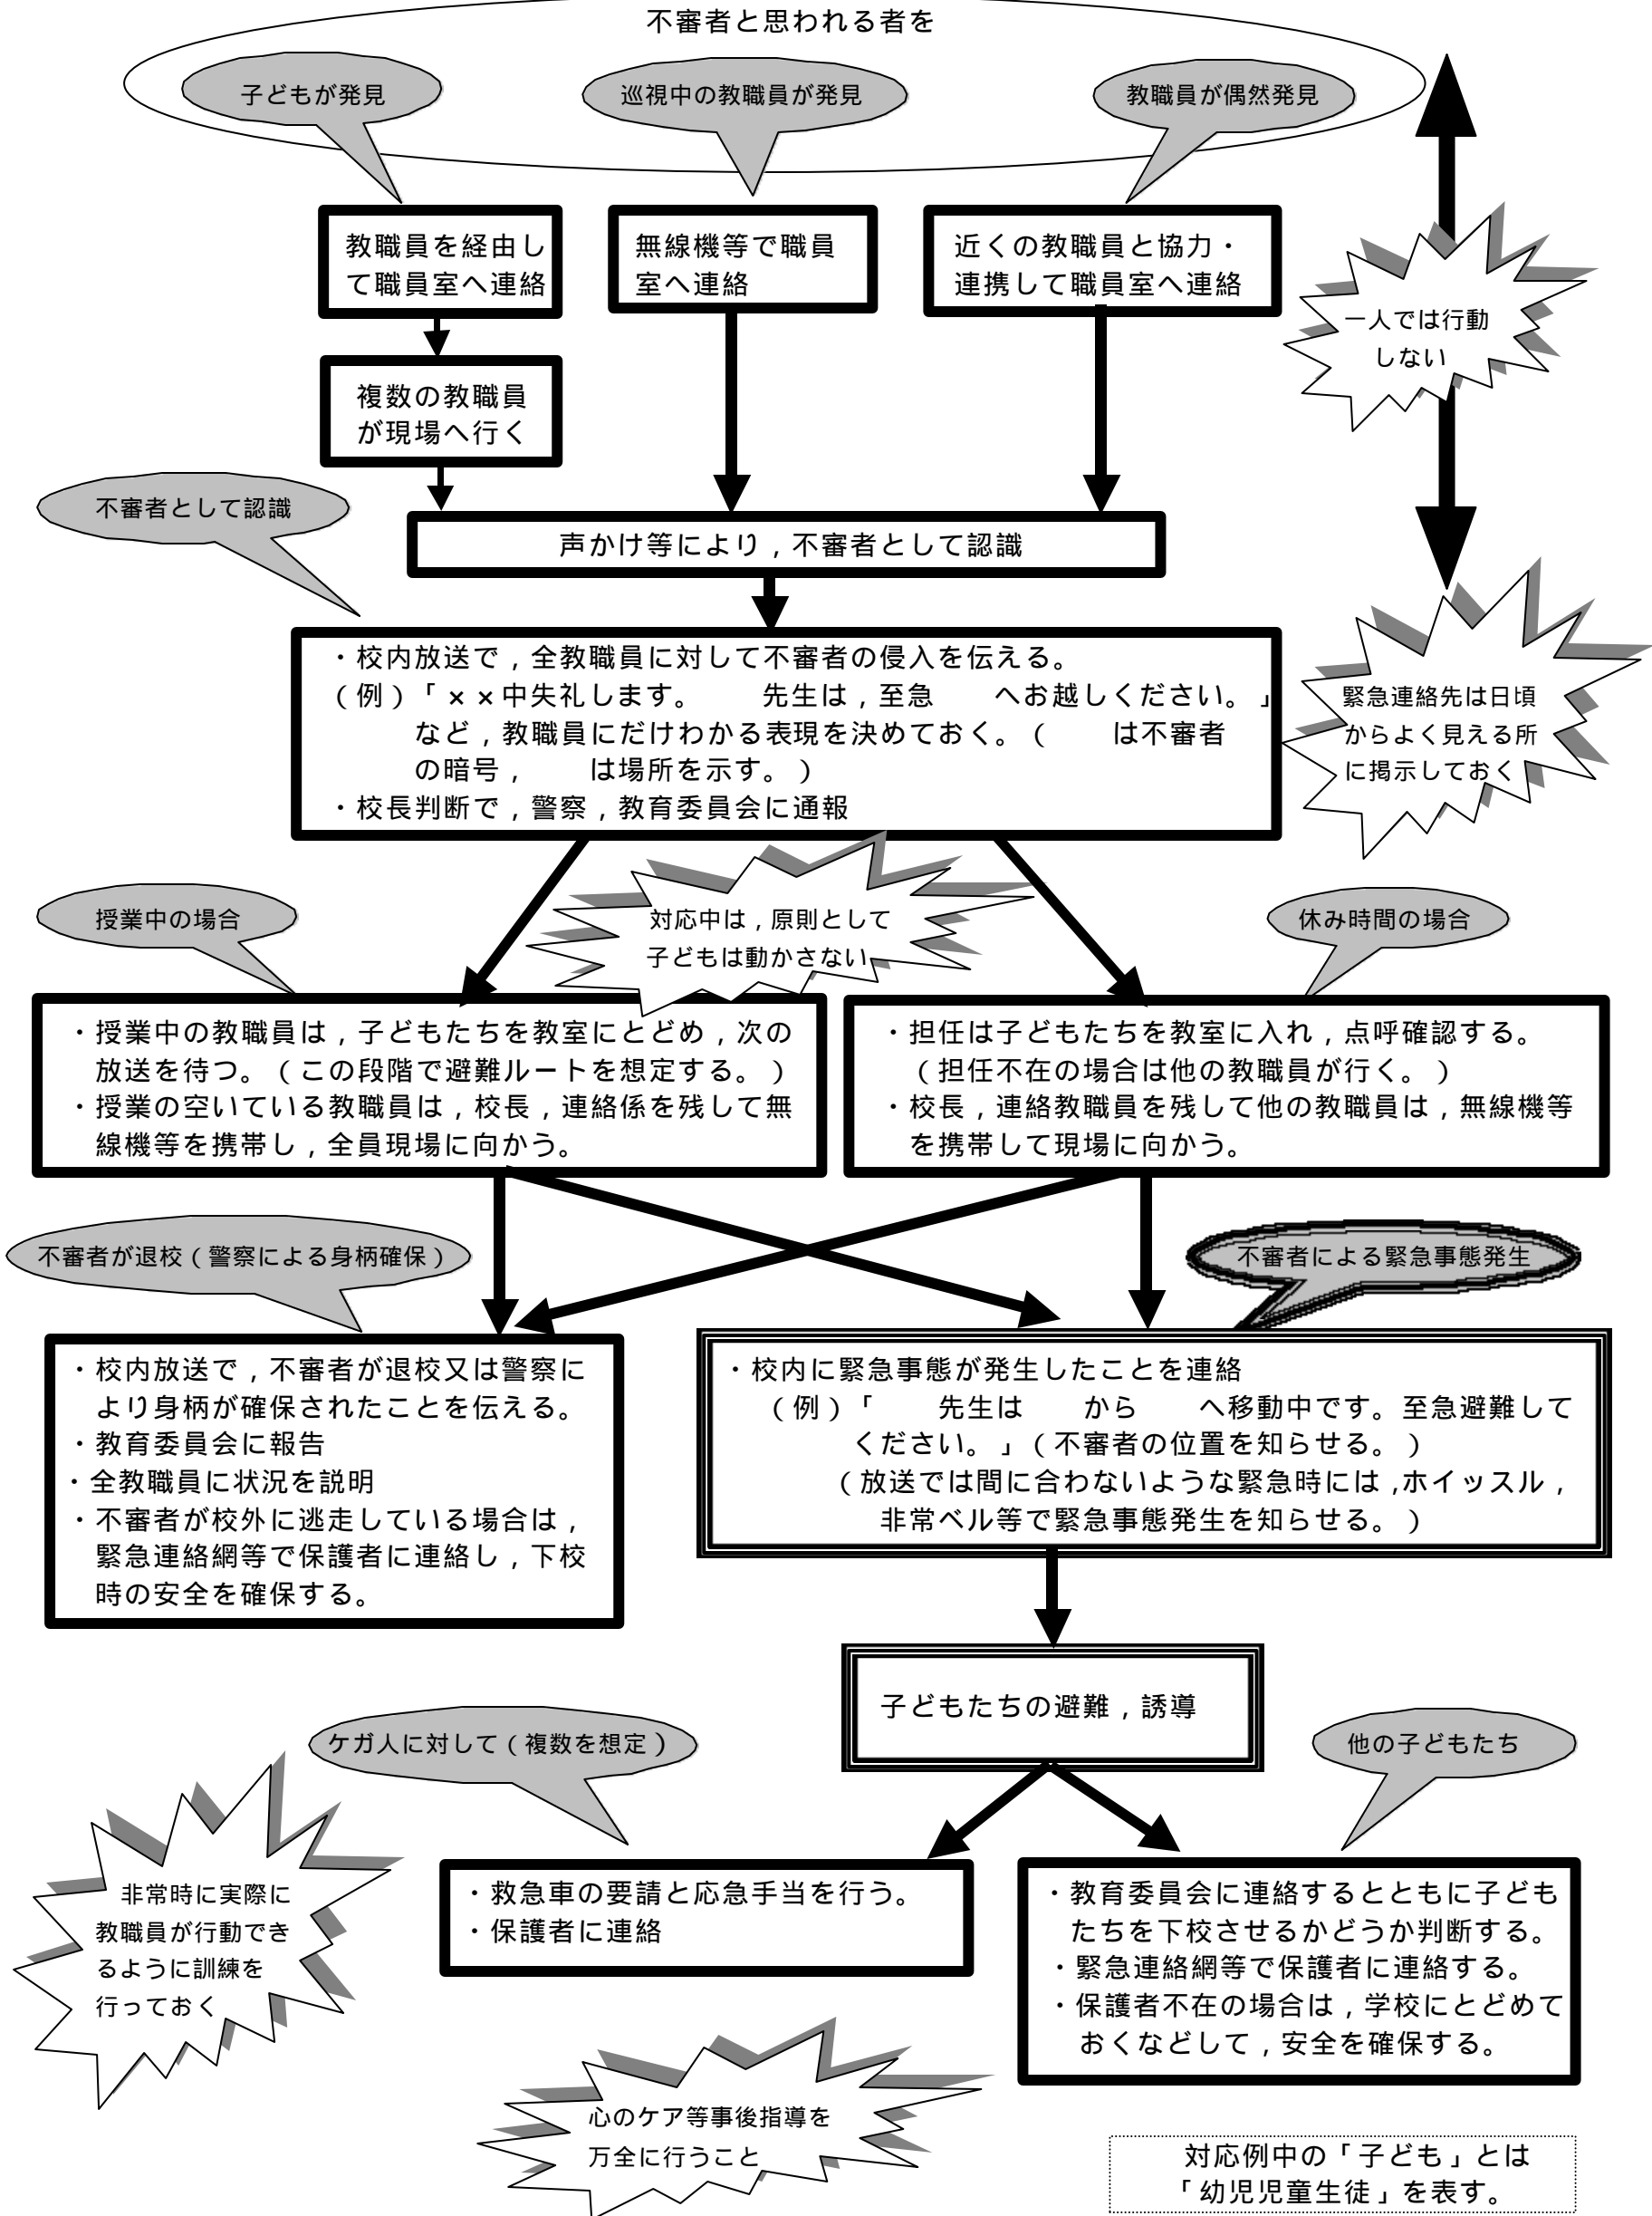 不審者と思われる者を
子どもが発見
巡視中の教職員が発見
教職員が偶然発見
教職員を経由し
て職員室へ連絡
無線機等で職員
室へ連絡
近くの教職員と協力・
連携して職員室へ連絡
一人では行動
しない
複数の教職員
が現場へ行く
不審者として認識
声かけ等により，不審者として認識
・校内放送で，全教職員に対して不審者の侵入を伝える。
（例）「××中失礼します。　　先生は，至急　　へお越しください。」
など，教職員にだけわかる表現を決めておく。（　　は不審者
の暗号，　　は場所を示す。）
・校長判断で，警察，教育委員会に通報
緊急連絡先は日頃
からよく見える所
に掲示しておく
対応中は，原則として
子どもは動かさない
授業中の場合
休み時間の場合
・授業中の教職員は，子どもたちを教室にとどめ，次の
放送を待つ。（この段階で避難ルートを想定する。）
・授業の空いている教職員は，校長，連絡係を残して無
線機等を携帯し，全員現場に向かう。
・担任は子どもたちを教室に入れ，点呼確認する。
（担任不在の場合は他の教職員が行く。）
・校長，連絡教職員を残して他の教職員は，無線機等
を携帯して現場に向かう。
不審者が退校（警察による身柄確保）
不審者による緊急事態発生
・校内放送で，不審者が退校又は警察に
より身柄が確保されたことを伝える。
・教育委員会に報告
・全教職員に状況を説明
・不審者が校外に逃走している場合は，
緊急連絡網等で保護者に連絡し，下校
時の安全を確保する。
・校内に緊急事態が発生したことを連絡
（例）「　　先生は　　から　　へ移動中です。至急避難して
ください。」（不審者の位置を知らせる。）
（放送では間に合わないような緊急時には，ホイッスル，
非常ベル等で緊急事態発生を知らせる。）
子どもたちの避難，誘導
ケガ人に対して（複数を想定）
他の子どもたち
非常時に実際に
教職員が行動でき
るように訓練を
行っておく
・救急車の要請と応急手当を行う。
・保護者に連絡
・教育委員会に連絡するとともに子ども
たちを下校させるかどうか判断する。
・緊急連絡網等で保護者に連絡する。
・保護者不在の場合は，学校にとどめて
おくなどして，安全を確保する。
心のケア等事後指導を
万全に行うこと
対応例中の「子ども」とは
「幼児児童生徒」を表す。